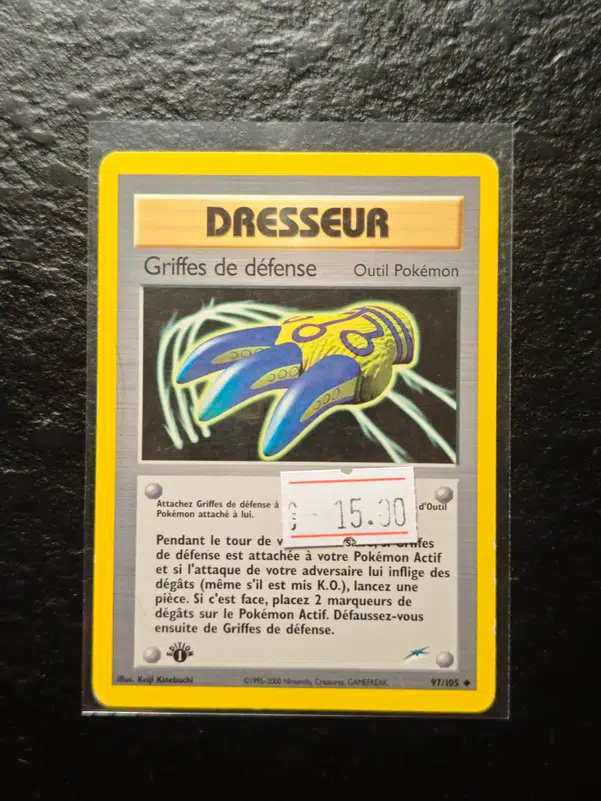 DRESSEUR
Griffes de défense Outil Pokémon
Attachez Griffes de défense à d'Outil
Pokémon attaché à lui.
15.00
Pendant le tour de
de défense est attachée à votre Pokémon Actif
et si l'attaque de votre adversaire lui inflige des
dégâts (même s'il est mis K.O.), lancez une
pièce. Si c'est face, placez 2 marqueurs de
dégâts sur le Pokémon Actif. Défaussez-vous
ensuite de Griffes de défense.
EDITION
1
Illus. Keiji Kinebuchi ©1995-2000 Nintendo, Creatures, GAMEFREAK. 97/105